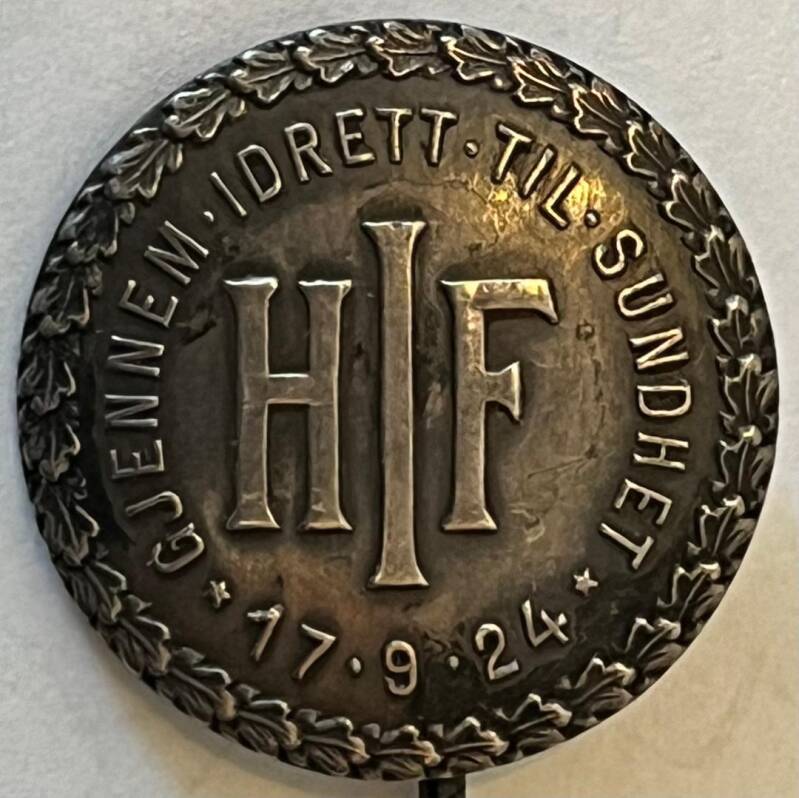 GJENNEM · IDRETT · TIL · SUNDHET
HIF
★ 17 · 9 · 24 ★